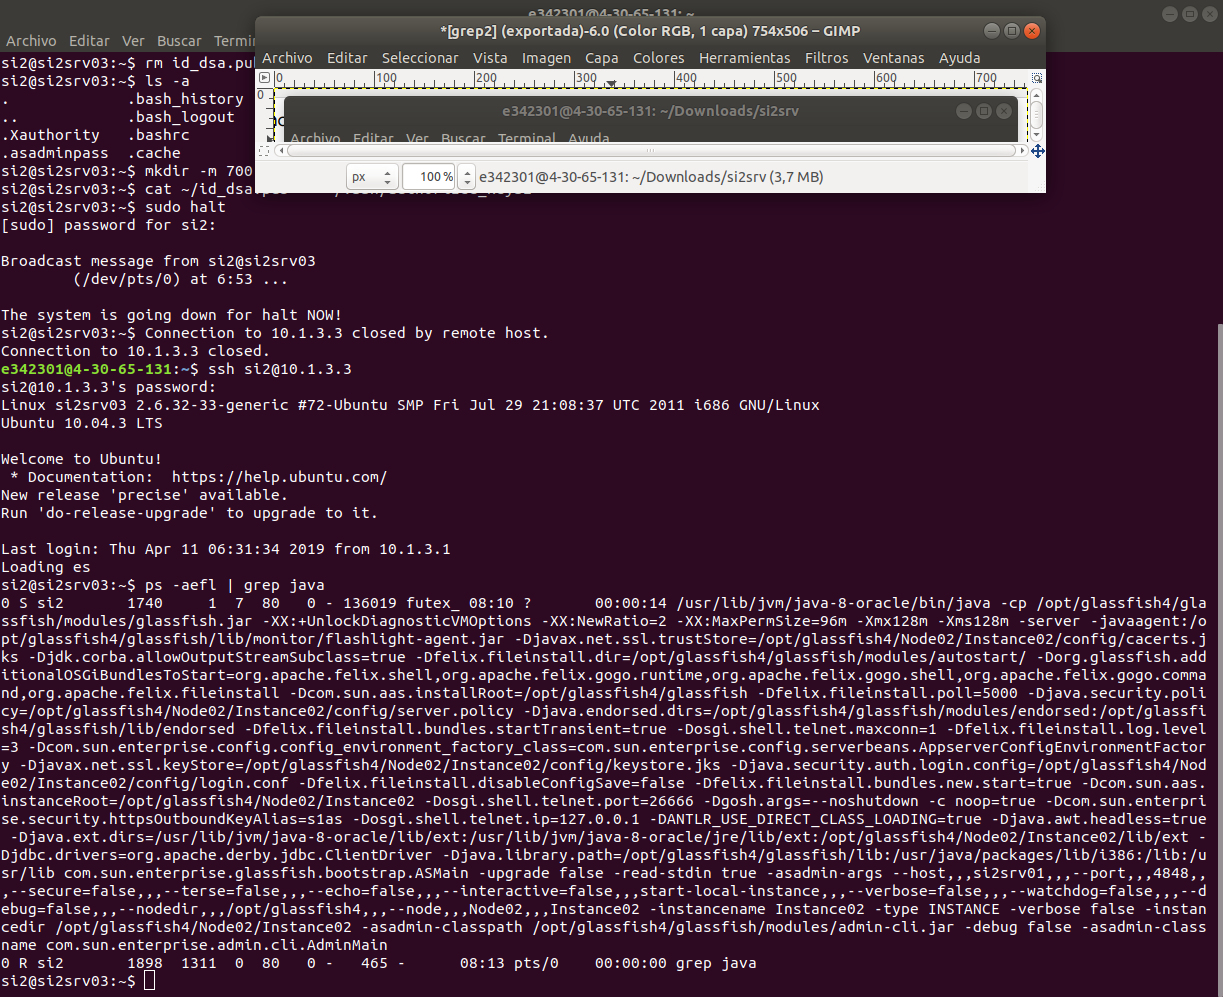 e342301@4-30-65-131: ~
Archivo Editar Ver Buscar
*[grep2] (exportada)-6.0 (Color RGB, 1 capa) 754x506 – GIMP
Archivo Editar Seleccionar Vista Imagen Capa Colores Herramientas Filtros Ventanas Ayuda
0 100 200 300 400 500 600 700
0
e342301@4-30-65-131: ~/Downloads/si2srv
Archivo Editar Ver Buscar Terminal Ayuda
px 100 % e342301@4-30-65-131: ~/Downloads/si2srv (3,7 MB)
si2@si2srv03:~$ rm id_dsa.pu
si2@si2srv03:~$ ls -a
. .bash_history
.. .bash_logout
.Xauthority .bashrc
.asadminpass .cache
si2@si2srv03:~$ mkdir -m 700
si2@si2srv03:~$ cat
si2@si2srv03:~$ sudo halt
[sudo] password for si2:
Broadcast message from si2@si2srv03
(/dev/pts/0) at 6:53 ...
The system is going down for halt NOW!
si2@si2srv03:~$ Connection to 10.1.3.3 closed by remote host.
Connection to 10.1.3.3 closed.
e342301@4-30-65-131:~$ ssh si2@10.1.3.3
si2@10.1.3.3's password:
Linux si2srv03 2.6.32-33-generic #72-Ubuntu SMP Fri Jul 29 21:08:37 UTC 2011 i686 GNU/Linux
Ubuntu 10.04.3 LTS
Welcome to Ubuntu!
* Documentation: https://help.ubuntu.com/
New release 'precise' available.
Run 'do-release-upgrade' to upgrade to it.
Last login: Thu Apr 11 06:31:34 2019 from 10.1.3.1
Loading es
si2@si2srv03:~$ ps -aefl | grep java
0 S si2 1740 1 7 80 0 - 136019 futex_ 08:10 ? 00:00:14 /usr/lib/jvm/java-8-oracle/bin/java -cp /opt/glassfish4/gla
ssfish/modules/glassfish.jar -XX:+UnlockDiagnosticVMOptions -XX:NewRatio=2 -XX:MaxPermSize=96m -Xmx128m -Xms128m -server -javaagent:/o
pt/glassfish4/glassfish/lib/monitor/flashlight-agent.jar -Djavax.net.ssl.trustStore=/opt/glassfish4/Node02/Instance02/config/cacerts.j
ks -Djdk.corba.allowOutputStreamSubclass=true -Dfelix.fileinstall.dir=/opt/glassfish4/glassfish/modules/autostart/ -Dorg.glassfish.add
itionalOSGiBundlesToStart=org.apache.felix.shell,org.apache.felix.gogo.runtime,org.apache.felix.gogo.shell,org.apache.felix.gogo.comma
nd,org.apache.felix.fileinstall -Dcom.sun.aas.installRoot=/opt/glassfish4/glassfish -Dfelix.fileinstall.poll=5000 -Djava.security.poli
cy=/opt/glassfish4/Node02/Instance02/config/server.policy -Djava.endorsed.dirs=/opt/glassfish4/glassfish/modules/endorsed:/opt/glassfi
sh4/glassfish/lib/endorsed -Dfelix.fileinstall.bundles.startTransient=true -Dosgi.shell.telnet.maxconn=1 -Dfelix.fileinstall.log.level
=3 -Dcom.sun.enterprise.config.config_environment_factory_class=com.sun.enterprise.config.serverbeans.AppserverConfigEnvironmentFactor
y -Djavax.net.ssl.keyStore=/opt/glassfish4/Node02/Instance02/config/keystore.jks -Djava.security.auth.login.config=/opt/glassfish4/Nod
e02/Instance02/config/login.conf -Dfelix.fileinstall.disableConfigSave=false -Dfelix.fileinstall.bundles.new.start=true -Dcom.sun.aas.
instanceRoot=/opt/glassfish4/Node02/Instance02 -Dosgi.shell.telnet.port=26666 -Dgosh.args=--noshutdown -c noop=true -Dcom.sun.enterpri
se.security.httpsOutboundKeyAlias=s1as -Dosgi.shell.telnet.ip=127.0.0.1 -DANTLR_USE_DIRECT_CLASS_LOADING=true -Djava.awt.headless=true
-Djava.ext.dirs=/usr/lib/jvm/java-8-oracle/lib/ext:/usr/lib/jvm/java-8-oracle/jre/lib/ext:/opt/glassfish4/Node02/Instance02/lib/ext -
Djdbc.drivers=org.apache.derby.jdbc.ClientDriver -Djava.library.path=/opt/glassfish4/glassfish/lib:/usr/java/packages/lib/i386:/lib:/u
sr/lib com.sun.enterprise.glassfish.bootstrap.ASMain -upgrade false -read-stdin true -asadmin-args --host,,,si2srv01,,,--port,,,4848,,
,--secure=false,,,--terse=false,,,--echo=false,,,--interactive=false,,,start-local-instance,,,--verbose=false,,,--watchdog=false,,,--d
ebug=false,,,--nodedir,,,/opt/glassfish4,,,--node,,,Node02,,,Instance02 -instancename Instance02 -type INSTANCE -verbose false -instan
cedir /opt/glassfish4/Node02/Instance02 -asadmin-classpath /opt/glassfish4/glassfish/modules/admin-cli.jar -debug false -asadmin-class
name com.sun.enterprise.admin.cli.AdminMain
0 R si2 1898 1311 0 80 0 - 465 - 08:13 pts/0 00:00:00 grep java
si2@si2srv03:~$